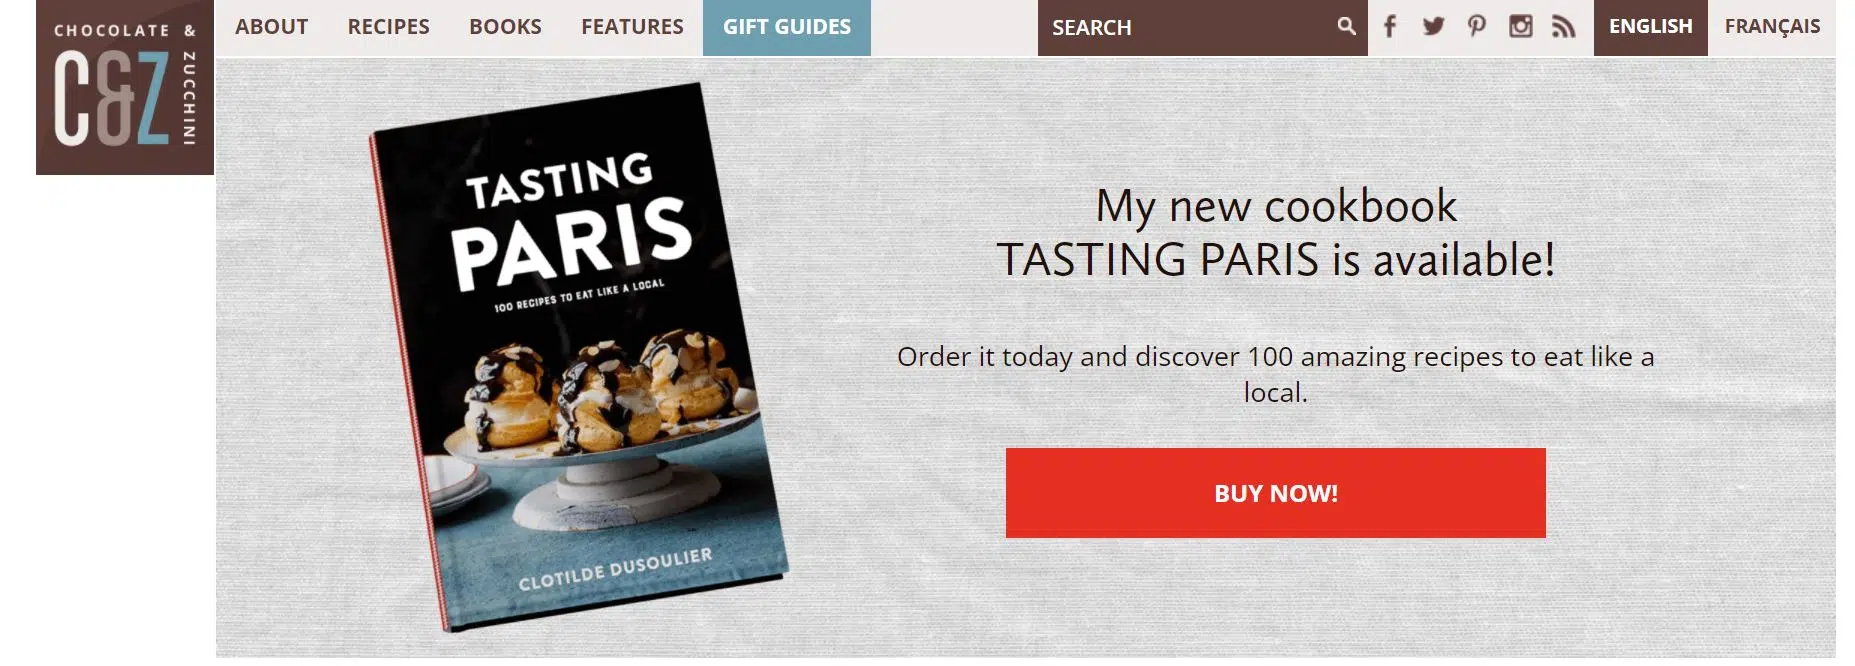 CHOCOLATE &
C&Z
ZUCCHINI
ABOUT
RECIPES
BOOKS
FEATURES
GIFT GUIDES
SEARCH
ENGLISH
FRANÇAIS
TASTING
PARIS
100 RECIPES TO EAT LIKE A LOCAL
CLOTILDE DUSOULIER
My new cookbook
TASTING PARIS is available!
Order it today and discover 100 amazing recipes to eat like a
local.
BUY NOW!